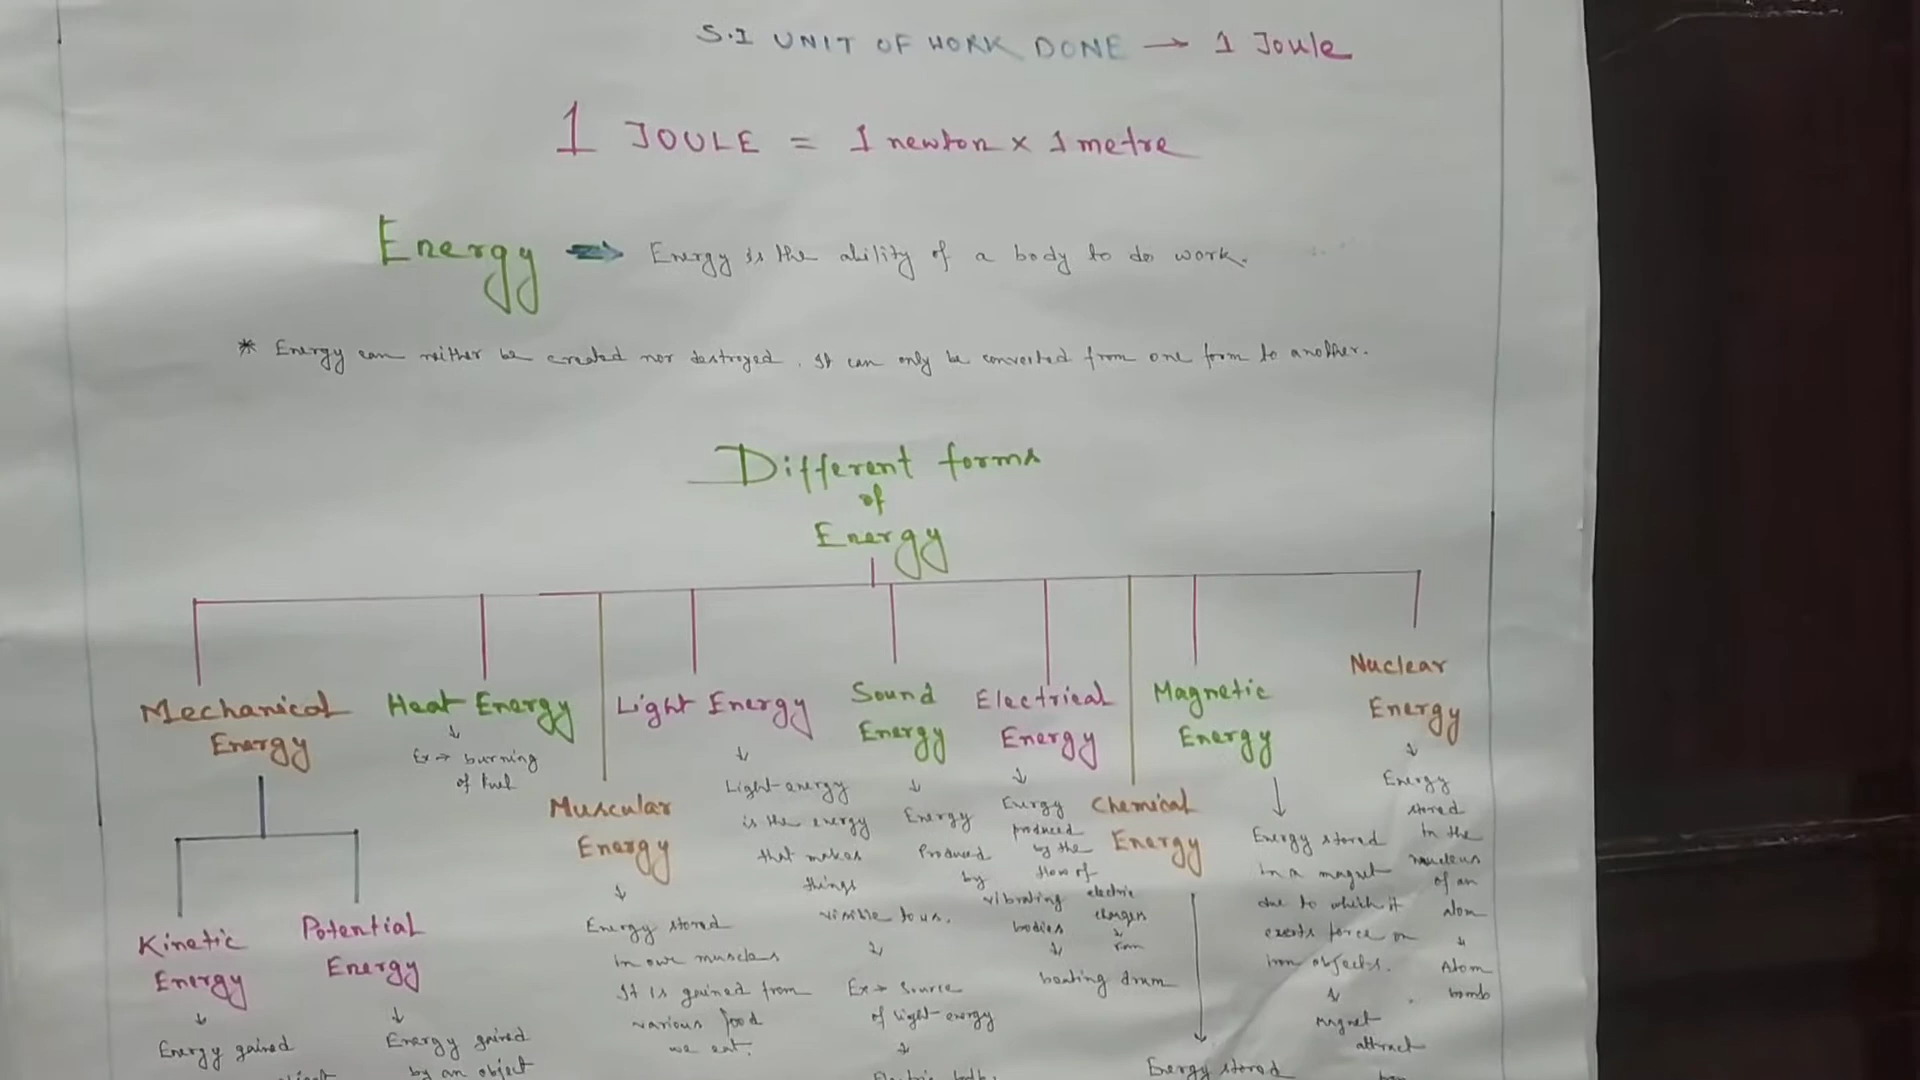 S.I UNIT OF WORK DONE → 1 Joule
1 JOULE = 1 newton × 1 metre
Energy ⇒ Energy is the ability of a body to do work.
* Energy can neither be created nor destroyed. It can only be converted from one form to another.
Different forms
of
Energy
Mechanical
Energy
Kinetic
Energy
↓
Energy gained
Potential
Energy
↓
Energy gained
by an object
Heat Energy
↓
Ex → burning
of fuel
Muscular
Energy
↓
Energy stored
in our muscles
It is gained from
various food
we eat.
Light Energy
↓
Light energy
is the energy
that makes
things
visible to us.
↓
Ex → Source
of light-energy
↓
Sound
Energy
↓
Energy
Produced
by
vibrating
bodies
↓
beating drum
Electrical
Energy
↓
Energy
produced
by the
flow of
electric
charges
↓
Chemical
Energy
↓
Energy stored
Magnetic
Energy
↓
Energy stored
in a magnet
due to which it
exerts force on
iron objects.
↓
Magnet
attract
Nuclear
Energy
↓
Energy
stored
in the
nucleus
of an
atom
↓
Atom
bomb